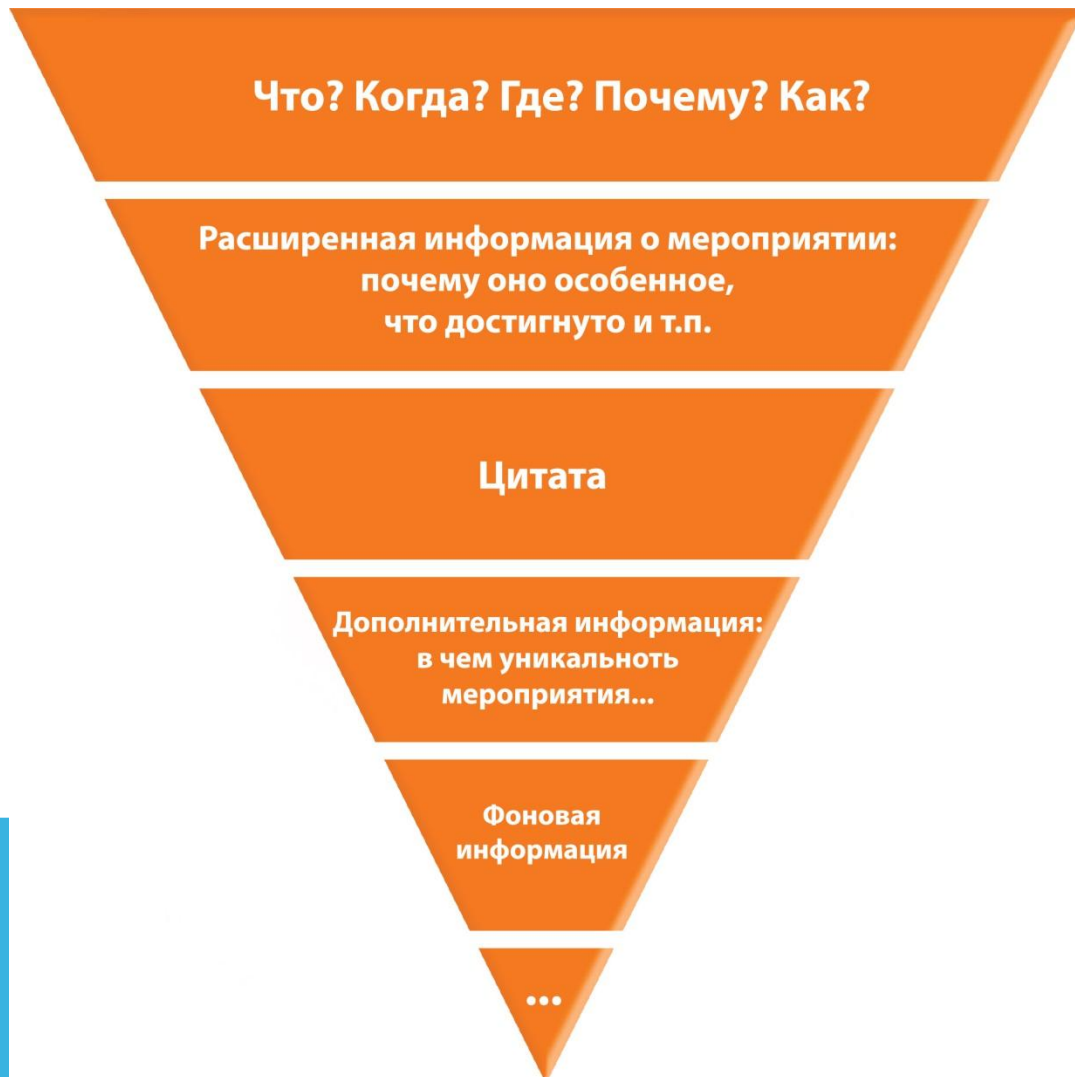 Что? Когда? Где? Почему? Как?
Расширенная информация о мероприятии:
почему оно особенное,
что достигнуто и т.п.
Цитата
Дополнительная информация:
в чем уникальноть
мероприятия...
Фоновая
информация
...